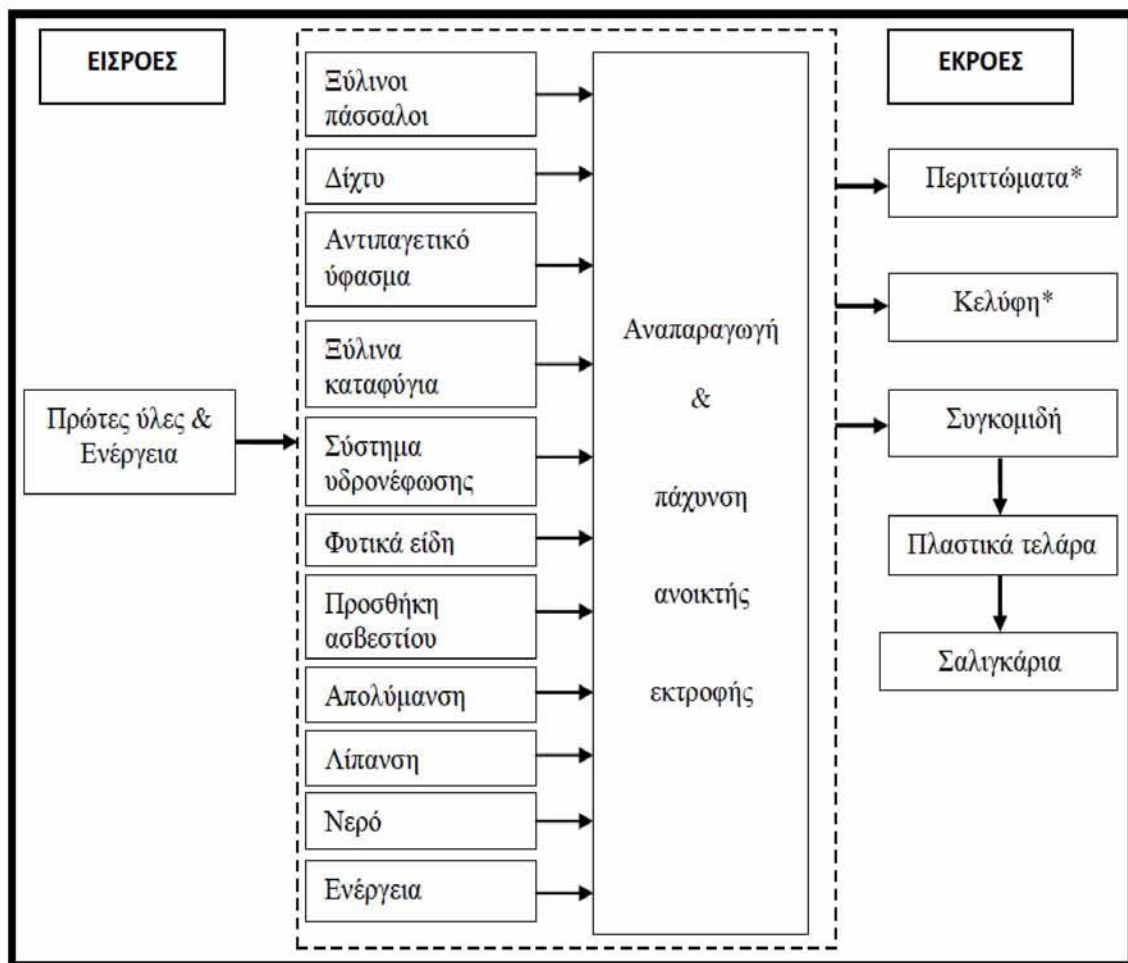 ΕΙΣΡΟΕΣ
Πρώτες ύλες &
Ενέργεια
Ξύλινοι
πάσσαλοι
Δίχτυ
Αντιπαγετικό
ύφασμα
Ξύλινα
καταφύγια
Σύστημα
υδρονέφωσης
Φυτικά είδη
Προσθήκη
ασβεστίου
Απολύμανση
Λίπανση
Νερό
Ενέργεια
Αναπαραγωγή
&
πάχυνση
ανοικτής
εκτροφής
ΕΚΡΟΕΣ
Περιττώματα*
Κελύφη*
Συγκομιδή
Πλαστικά τελάρα
Σαλιγκάρια